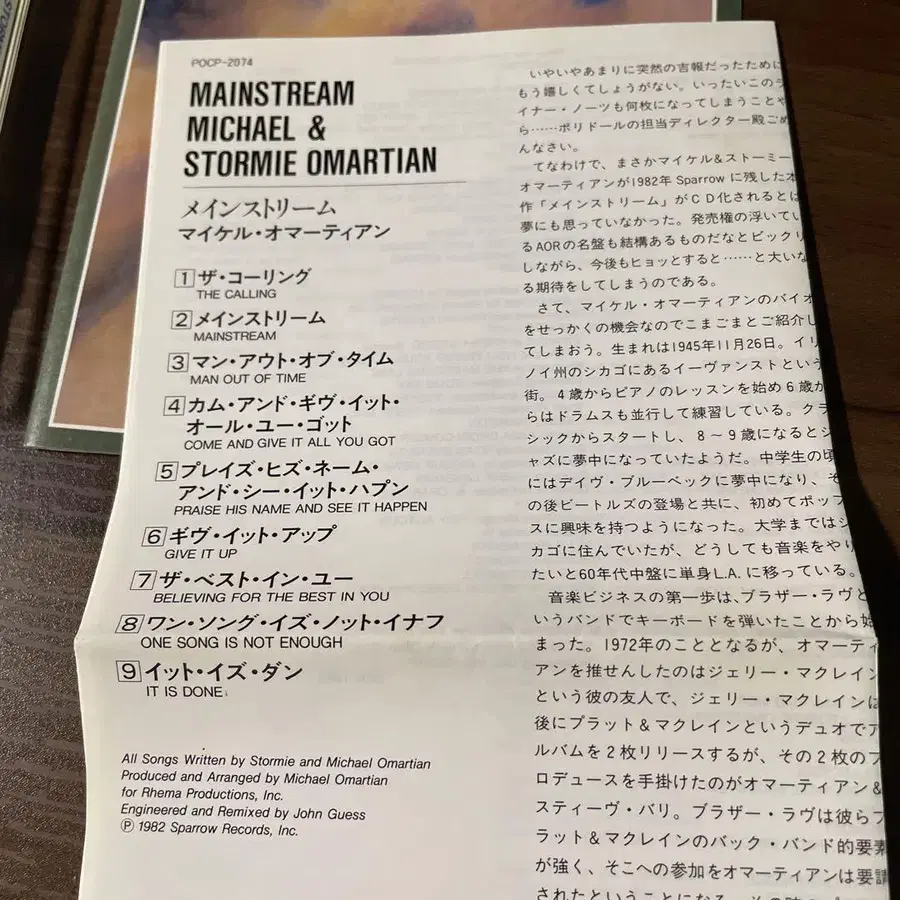 POCP-2074
MAINSTREAM
MICHAEL &
STORMIE OMARTIAN
メインストリーム
マイケル・オマーティアン
1 ザ・コーリング
THE CALLING
2 メインストリーム
MAINSTREAM
3 マン・アウト・オブ・タイム
MAN OUT OF TIME
4 カム・アンド・ギヴ・イット・
オール・ユー・ゴット
COME AND GIVE IT ALL YOU GOT
5 プレイズ・ヒズ・ネーム・
アンド・シー・イット・ハプン
PRAISE HIS NAME AND SEE IT HAPPEN
6 ギヴ・イット・アップ
GIVE IT UP
7 ザ・ベスト・イン・ユー
BELIEVING FOR THE BEST IN YOU
8 ワン・ソング・イズ・ノット・イナフ
ONE SONG IS NOT ENOUGH
9 イット・イズ・ダン
IT IS DONE
All Songs Written by Stormie and Michael Omartian
Produced and Arranged by Michael Omartian
for Rhema Productions, Inc.
Engineered and Remixed by John Guess
℗ 1982 Sparrow Records, Inc.
いやいやあまりに突然の吉報だったために
もう嬉しくてしょうがない。いったいこのラ
イナー・ノーツも何枚になってしまうことや
ら……ポリドールの担当ディレクター殿ごめ
んなさい。
てなわけで、まさかマイケル&ストーミー
オマーティアンが1982年 Sparrow に残した本
作「メインストリーム」がCD化されるとは
夢にも思っていなかった。発売権の浮いてい
るAORの名盤も結構あるものだなとビックリ
しながら、今後もヒョッとすると……と大いな
る期待をしてしまうのである。
さて、マイケル・オマーティアンのバイオ
をせっかくの機会なのでこまごまとご紹介し
てしまおう。生まれは1945年11月26日。イリ
ノイ州のシカゴにあるイーヴァンストという
街。4歳からピアノのレッスンを始め6歳か
らはドラムスも並行して練習している。クラ
シックからスタートし、8〜9歳になるとジ
ャズに夢中になっていたようだ。中学生の頃
にはデイヴ・ブルーベックに夢中になり、そ
の後ビートルズの登場と共に、初めてポップ
スに興味を持つようになった。大学まではシ
カゴに住んでいたが、どうしても音楽をやり
たいと60年代中盤に単身L.A.に移っている。
音楽ビジネスの第一歩は、ブラザー・ラヴと
いうバンドでキーボードを弾いたことから始
まった。1972年のこととなるが、オマーティ
アンを推せんしたのはジェリー・マクレイン
という彼の友人で、ジェリー・マクレインは
後にプラット&マクレインというデュオでア
ルバムを2枚リリースするが、その2枚のプ
ロデュースを手掛けたのがオマーティアン&
スティーヴ・バリ。ブラザー・ラヴは彼らプ
ラット&マクレインのバック・バンド的要素
が強く、そこへの参加をオマーティアンは要請
されたということになる